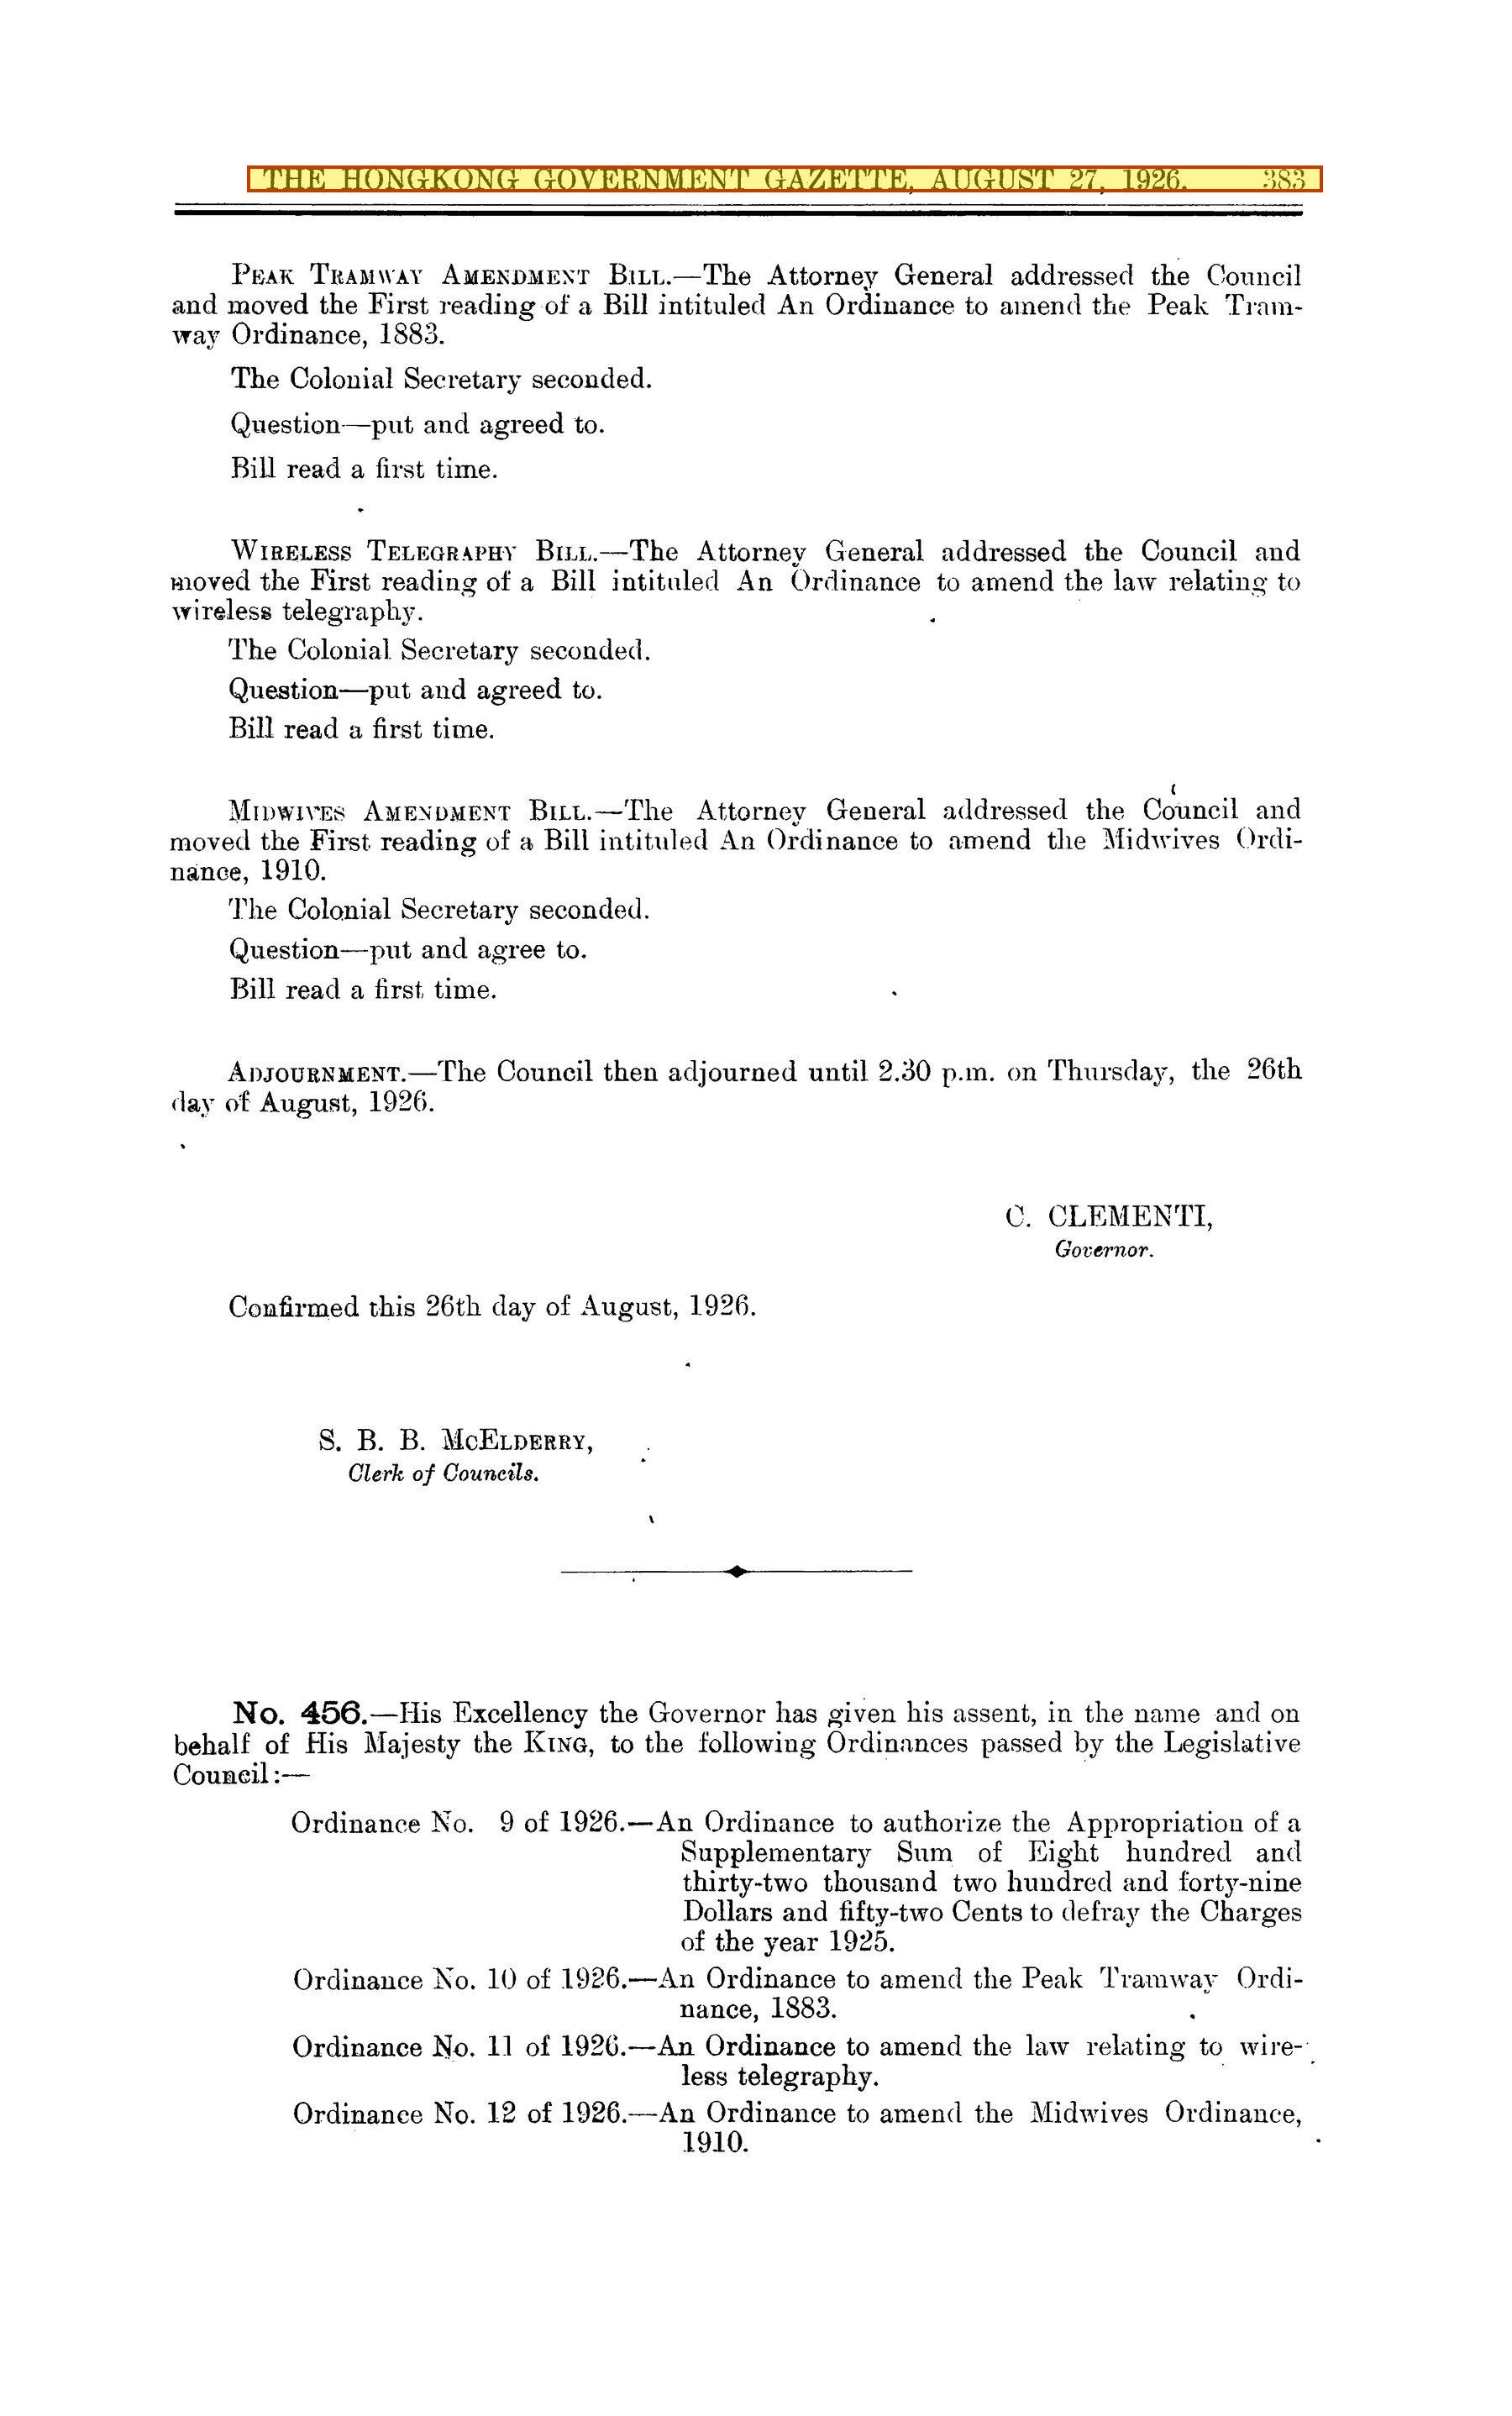 THE HONGKONG GOVERNMENT GAZETTE, AUGUST 27, 1926. 383
PEAK TRAMWAY AMENDMENT BILL.—The Attorney General addressed the Council
and moved the First reading of a Bill intituled An Ordinance to amend the Peak Tram-
way Ordinance, 1883.
The Colonial Secretary seconded.
Question—put and agreed to.
Bill read a first time.
WIRELESS TELEGRAPHY BILL.—The Attorney General addressed the Council and
moved the First reading of a Bill intituled An Ordinance to amend the law relating to
wireless telegraphy.
The Colonial Secretary seconded.
Question—put and agreed to.
Bill read a first time.
MIDWIVES AMENDMENT BILL.—The Attorney General addressed the Council and
moved the First reading of a Bill intituled An Ordinance to amend the Midwives Ordi-
nance, 1910.
The Colonial Secretary seconded.
Question—put and agree to.
Bill read a first time.
ADJOURNMENT.—The Council then adjourned until 2.30 p.m. on Thursday, the 26th
day of August, 1926.
C. CLEMENTI,
Governor.
Confirmed this 26th day of August, 1926.
S. B. B. MCELDERRY,
Clerk of Councils.
No. 456.—His Excellency the Governor has given his assent, in the name and on
behalf of His Majesty the KING, to the following Ordinances passed by the Legislative
Council:—
Ordinance No. 9 of 1926.—An Ordinance to authorize the Appropriation of a
Supplementary Sum of Eight hundred and
thirty-two thousand two hundred and forty-nine
Dollars and fifty-two Cents to defray the Charges
of the year 1925.
Ordinance No. 10 of 1926.—An Ordinance to amend the Peak Tramway Ordi-
nance, 1883.
Ordinance No. 11 of 1926.—An Ordinance to amend the law relating to wire-
less telegraphy.
Ordinance No. 12 of 1926.—An Ordinance to amend the Midwives Ordinance,
1910.